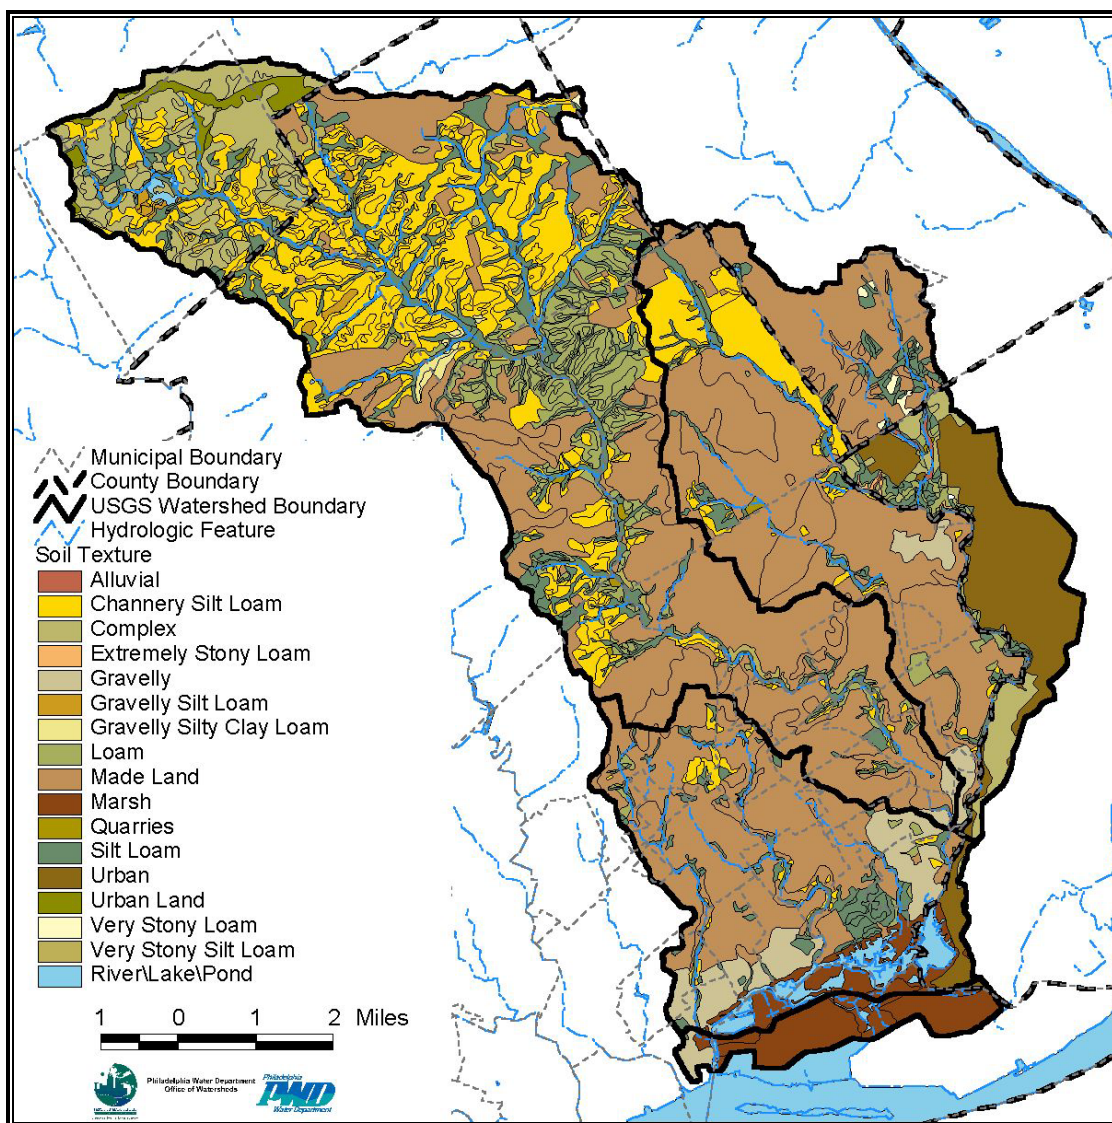 Municipal Boundary
County Boundary
USGS Watershed Boundary
Hydrologic Feature
Soil Texture
Alluvial
Channery Silt Loam
Complex
Extremely Stony Loam
Gravelly
Gravelly Silt Loam
Gravelly Silty Clay Loam
Loam
Made Land
Marsh
Quarries
Silt Loam
Urban
Urban Land
Very Stony Loam
Very Stony Silt Loam
River\Lake\Pond
1 0 1 2 Miles
Philadelphia Water Department
Office of Watersheds
Philadelphia
PWD
Water Department